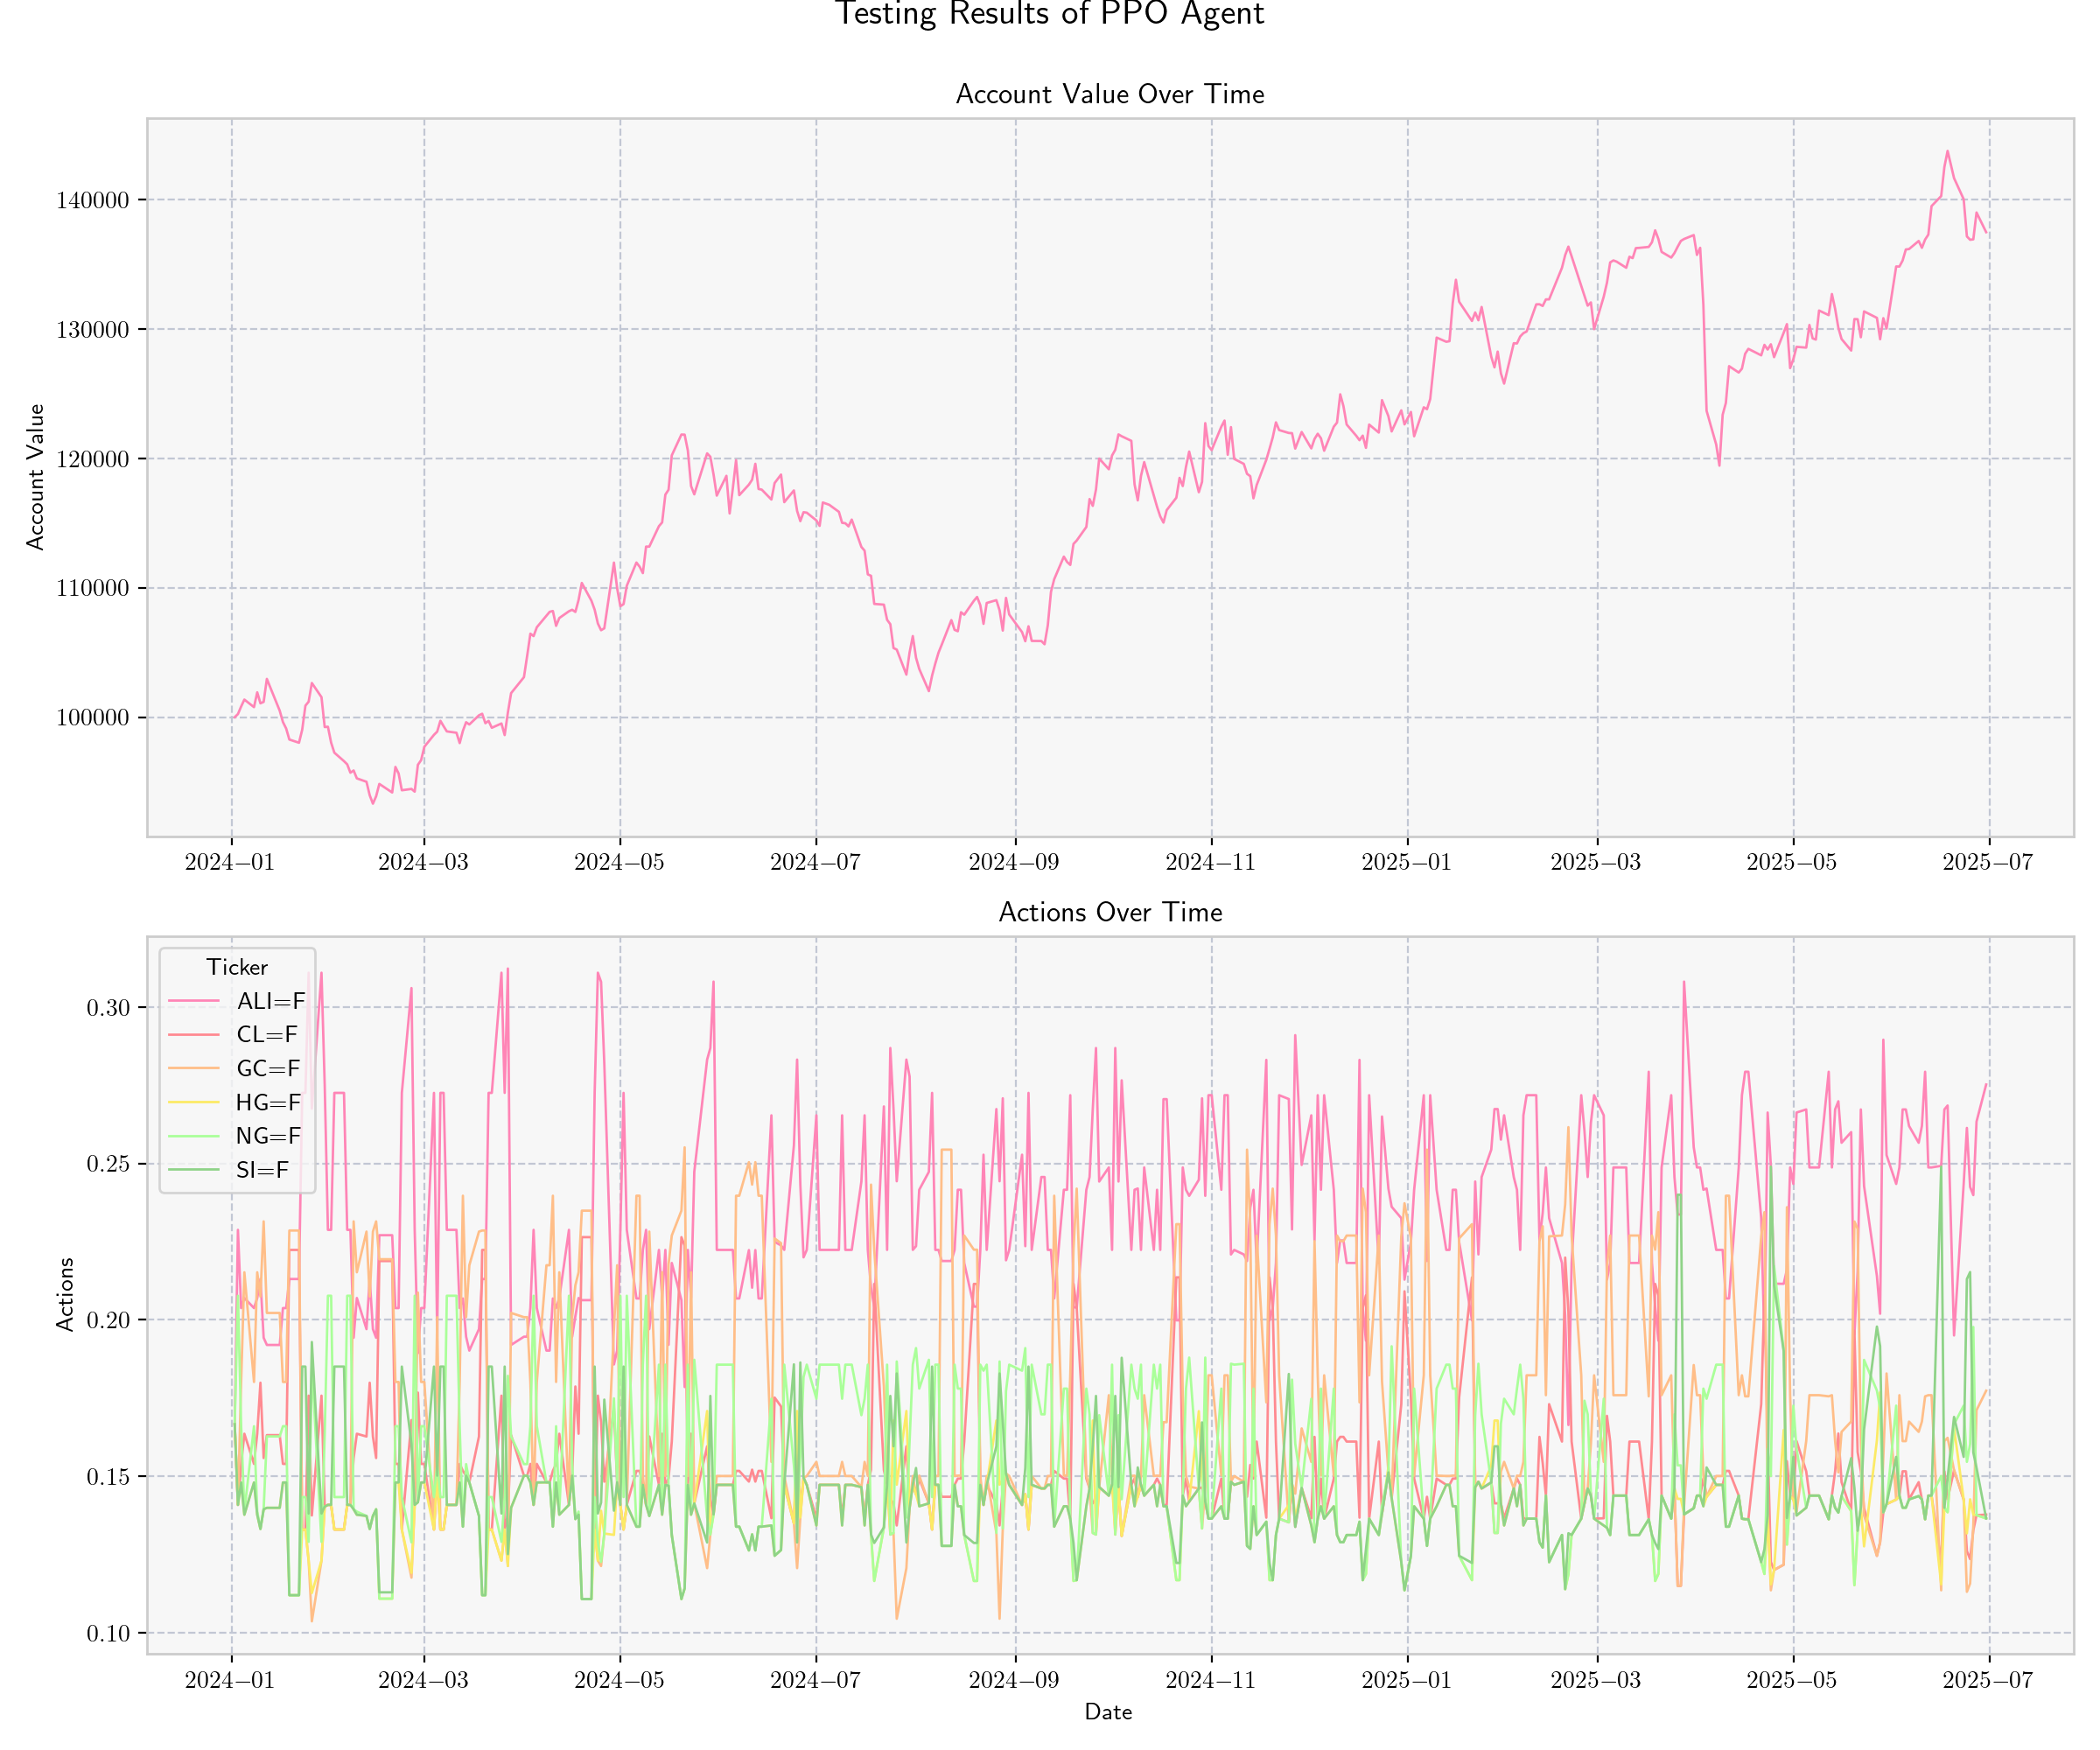 Testing Results of PPO Agent
Account Value Over Time
Account Value
140000
130000
120000
110000
100000
2024-01 2024-03 2024-05 2024-07 2024-09 2024-11 2025-01 2025-03 2025-05 2025-07
Actions Over Time
Actions
0.30
0.25
0.20
0.15
0.10
Ticker
ALI=F
CL=F
GC=F
HG=F
NG=F
SI=F
2024-01 2024-03 2024-05 2024-07 2024-09 2024-11 2025-01 2025-03 2025-05 2025-07
Date